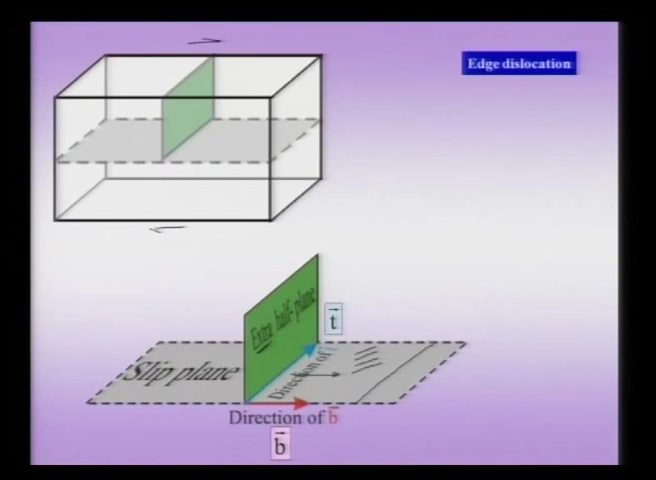 Edge dislocation
Extra half-plane
t
Slip plane
Direction of
Direction of b
b